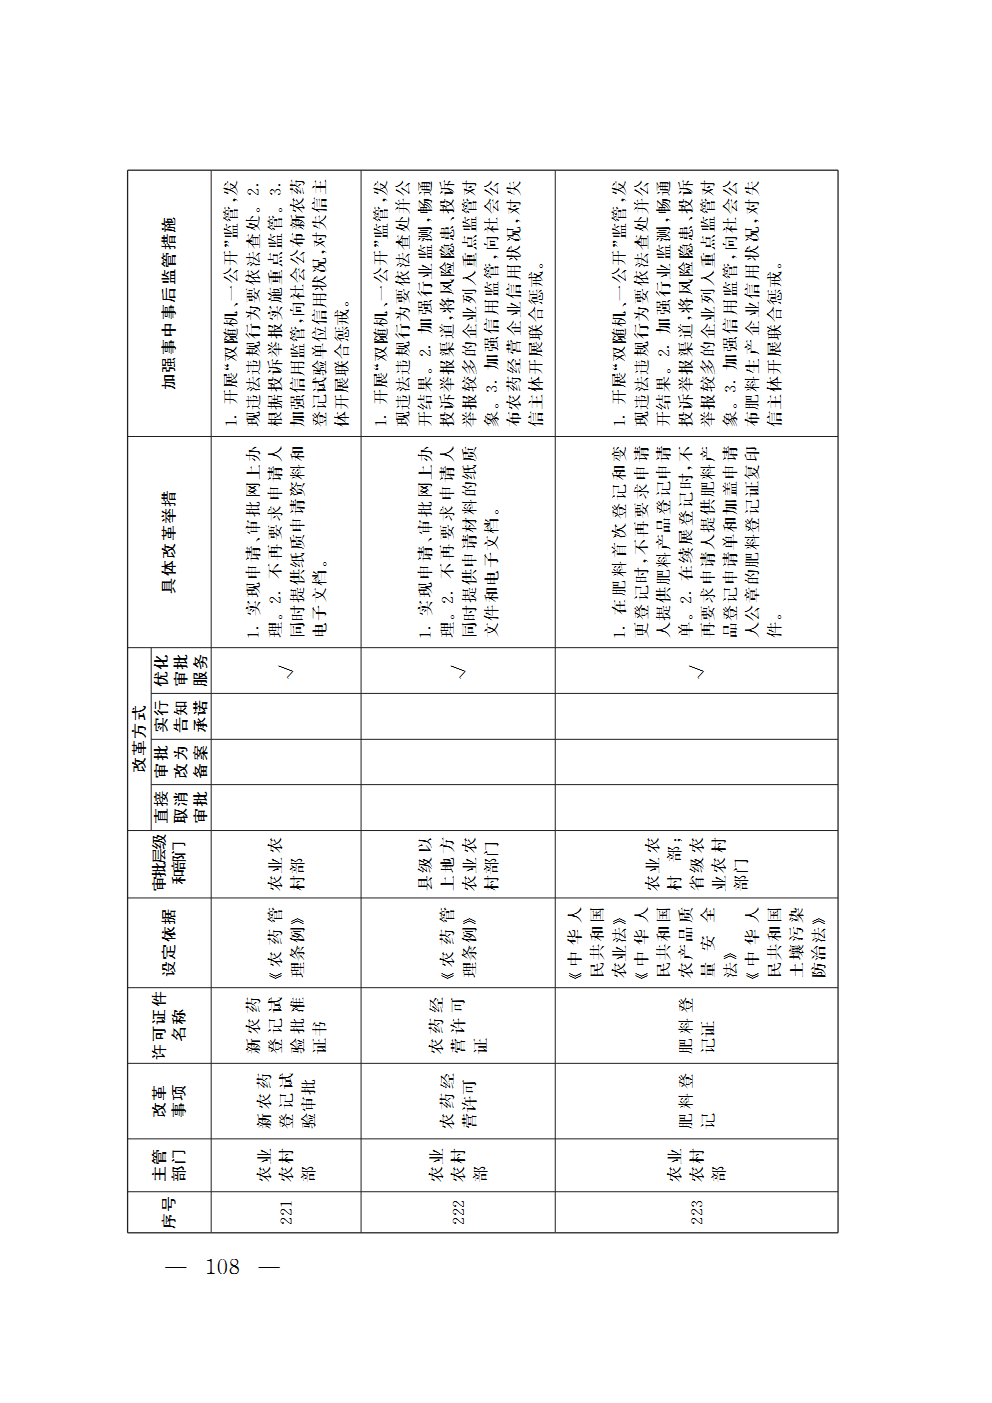 序号
主管
部门
改革
事项
许可证件
名称
设定依据
审批层级
和部门
改革方式
直接
取消
审批
审批
改为
备案
实行
告知
承诺
优化
审批
服务
具体改革举措
加强事中事后监管措施
221
农业
农村
部
新农药
登记试
验审批
新农药
登记试
验批准
证书
《农药管
理条例》
农业农
村部
√
1. 实现申请、审批网上办
理。2. 不再要求申请人
同时提供纸质申请资料和
电子文档。
1. 开展“双随机、一公开”监管,发
现违法违规行为要依法查处。2.
根据投诉举报实施重点监管。3.
加强信用监管,向社会公布新农药
登记试验单位信用状况,对失信主
体开展联合惩戒。
222
农业
农村
部
农药经
营许可
农药经
营许可
证
《农药管
理条例》
县级以
上地方
农业农
村部门
√
1. 实现申请、审批网上办
理。2. 不再要求申请人
同时提供申请材料的纸质
文件和电子文档。
1. 开展“双随机、一公开”监管,发
现违法违规行为要依法查处并公
开结果。2. 加强行业监测,畅通
投诉举报渠道,将风险隐患、投诉
举报较多的企业列入重点监管对
象。3. 加强信用监管,向社会公
布农药经营企业信用状况,对失
信主体开展联合惩戒。
223
农业
农村
部
肥料登
记
肥料登
记证
《中华人
民共和国
农业法》
《中华人
民共和国
农产品质
量安全
法》
《中华人
民共和国
土壤污染
防治法》
农业农
村部;
省级农
业农村
部门
√
1. 在肥料首次登记和变
更登记时,不再要求申请
人提供肥料产品登记申请
单。2. 在续展登记时,不
再要求申请人提供肥料产
品登记申请单和加盖申请
人公章的肥料登记证复印
件。
1. 开展“双随机、一公开”监管,发
现违法违规行为要依法查处并公
开结果。2. 加强行业监测,畅通
投诉举报渠道,将风险隐患、投诉
举报较多的企业列入重点监管对
象。3. 加强信用监管,向社会公
布肥料生产企业信用状况,对失
信主体开展联合惩戒。
— 108 —